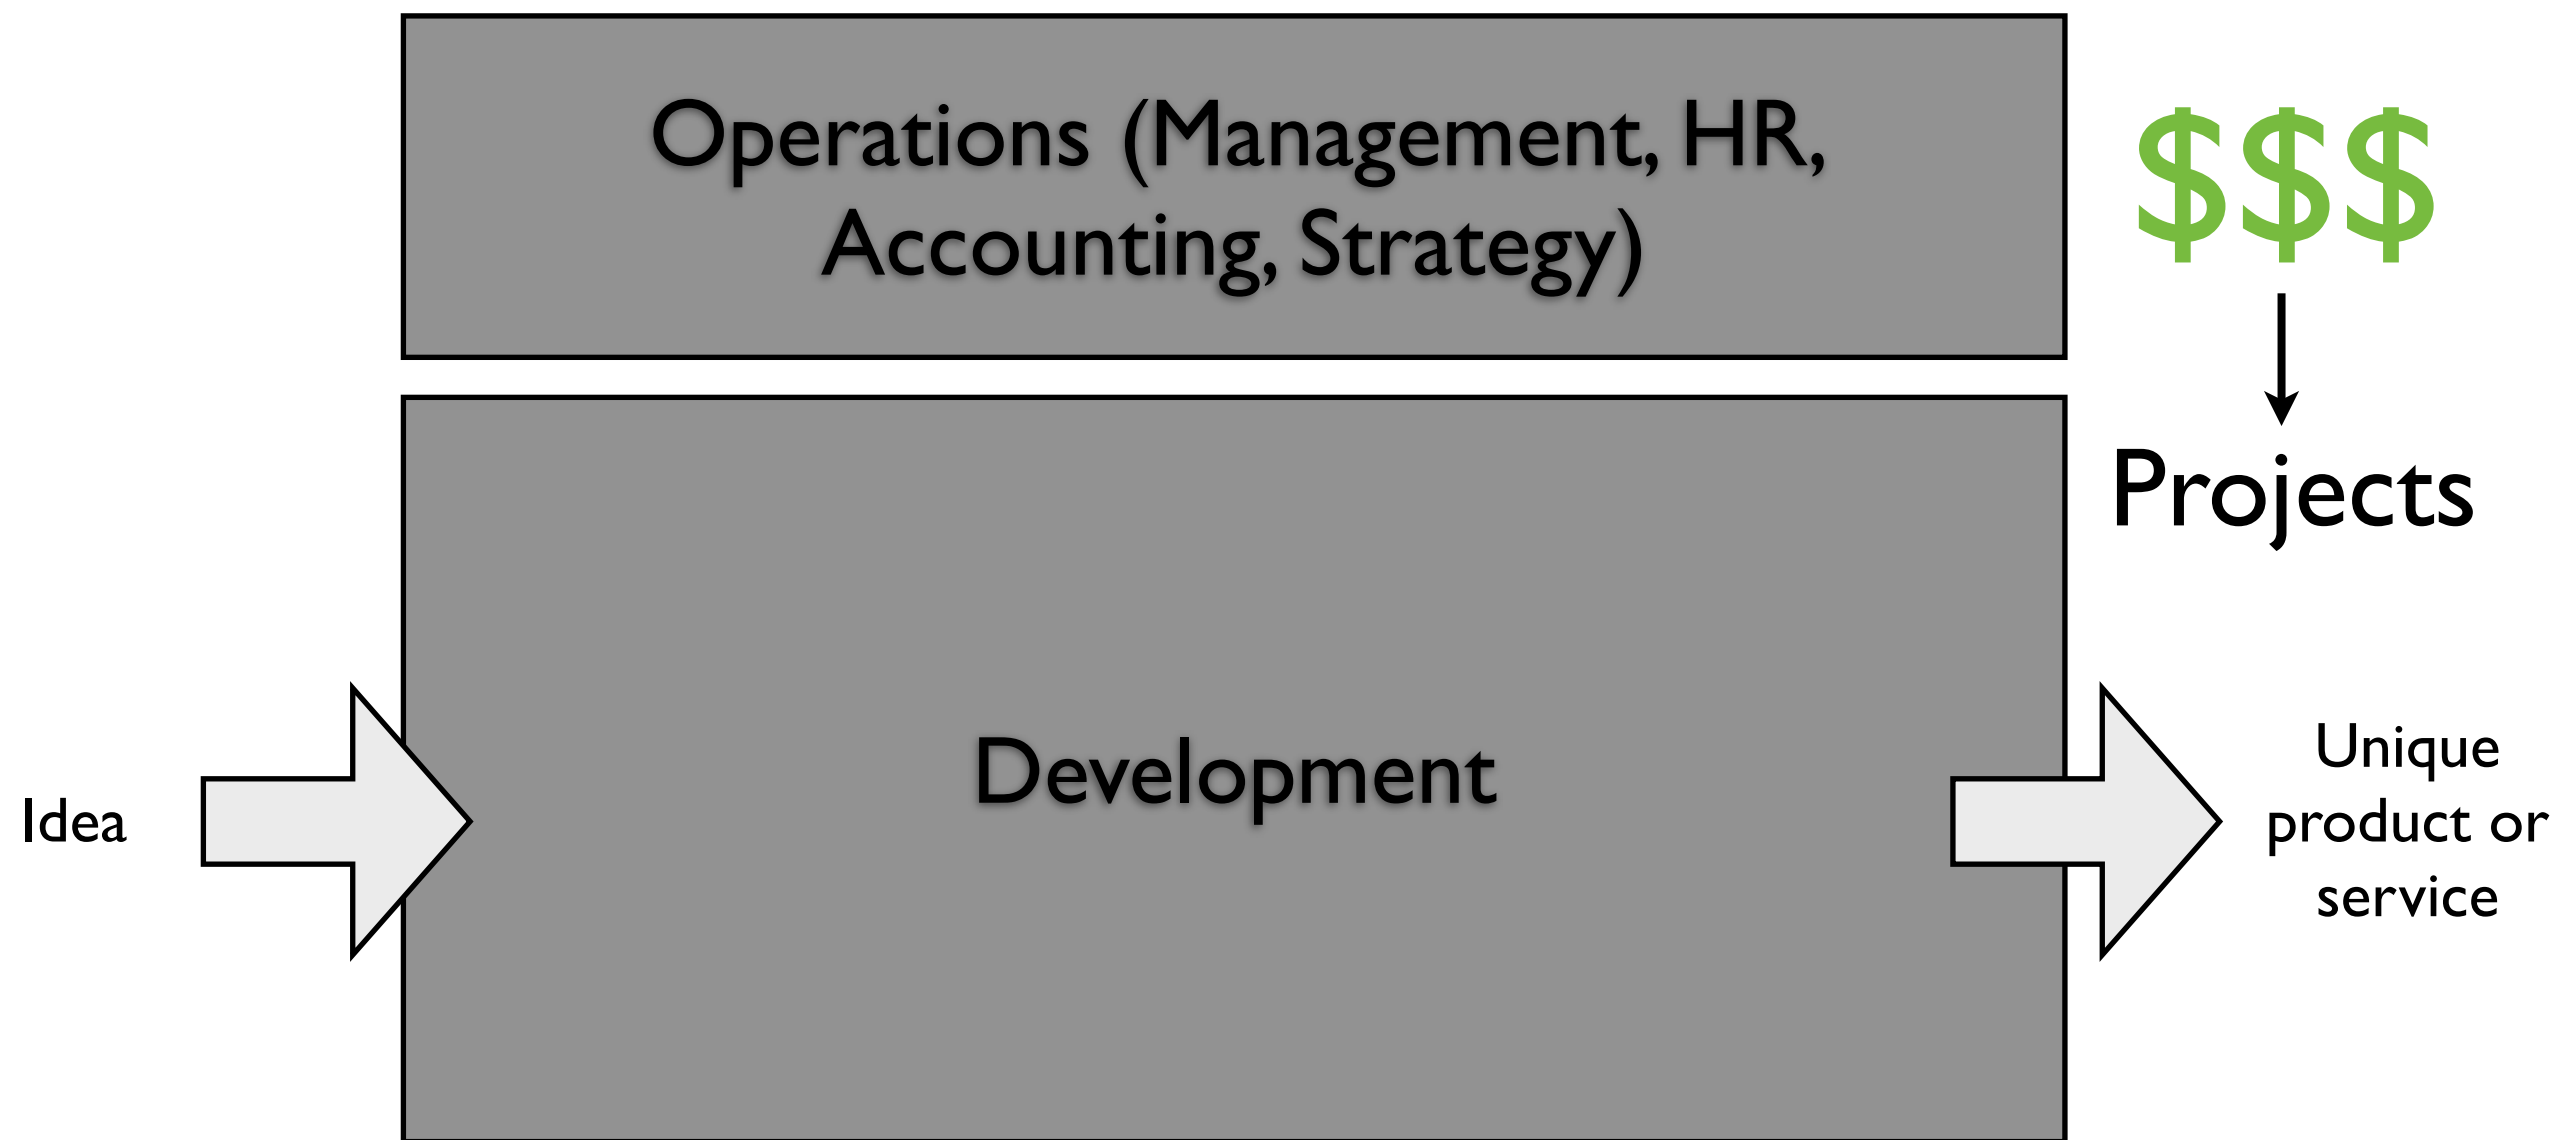 Operations (Management, HR,
Accounting, Strategy)
$$$
Projects
Idea
Development
Unique
product or
service